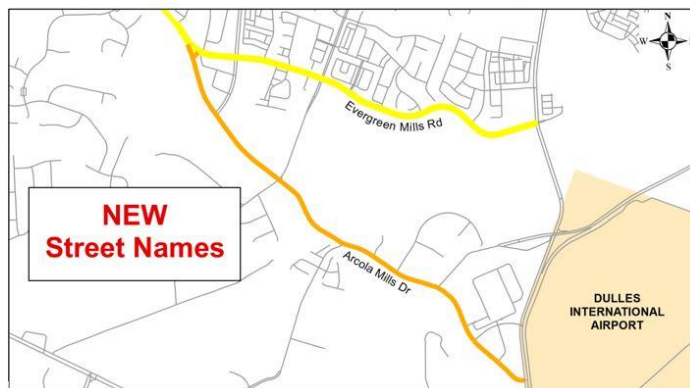 N
W E
S
Evergreen Mills Rd
NEW
Street Names
Arcola Mills Dr
DULLES
INTERNATIONAL
AIRPORT